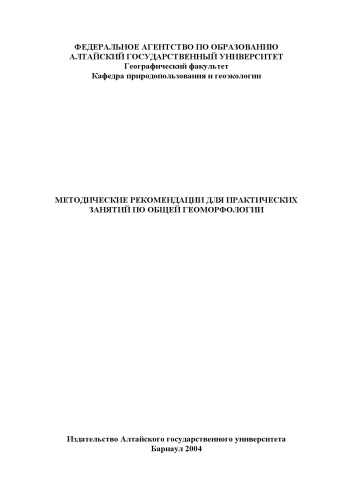 ФЕДЕРАЛЬНОЕ АГЕНТСТВО ПО ОБРАЗОВАНИЮ
АЛТАЙСКИЙ ГОСУДАРСТВЕННЫЙ УНИВЕРСИТЕТ
Географический факультет
Кафедра природопользования и геоэкологии
МЕТОДИЧЕСКИЕ РЕКОМЕНДАЦИИ ДЛЯ ПРАКТИЧЕСКИХ
ЗАНЯТИЙ ПО ОБЩЕЙ ГЕОМОРФОЛОГИИ
Издательство Алтайского государственного университета
Барнаул 2004